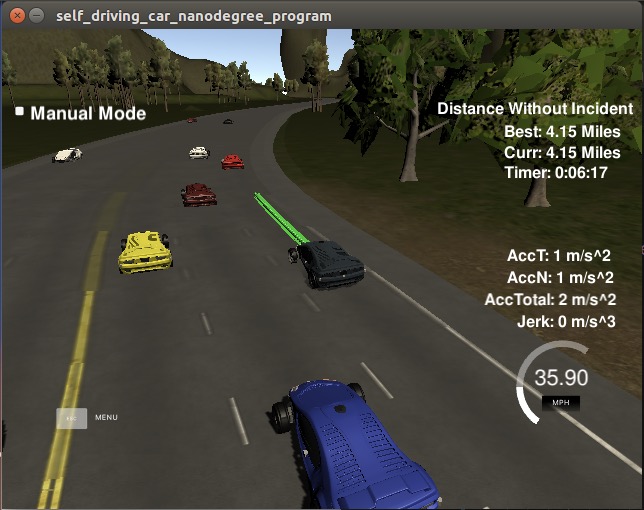 self_driving_car_nanodegree_program
Manual Mode
Distance Without Incident
Best: 4.15 Miles
Curr: 4.15 Miles
Timer: 0:06:17
AccT: 1 m/s^2
AccN: 1 m/s^2
AccTotal: 2 m/s^2
Jerk: 0 m/s^3
35.90
MPH
MENU